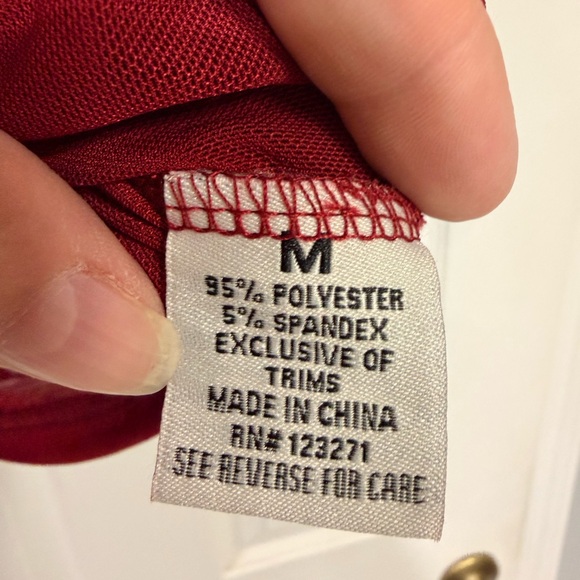 M
95% POLYESTER
5% SPANDEX
EXCLUSIVE OF
TRIMS
MADE IN CHINA
RN# 123271
SEE REVERSE FOR CARE